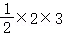 1/2 × 2 × 3